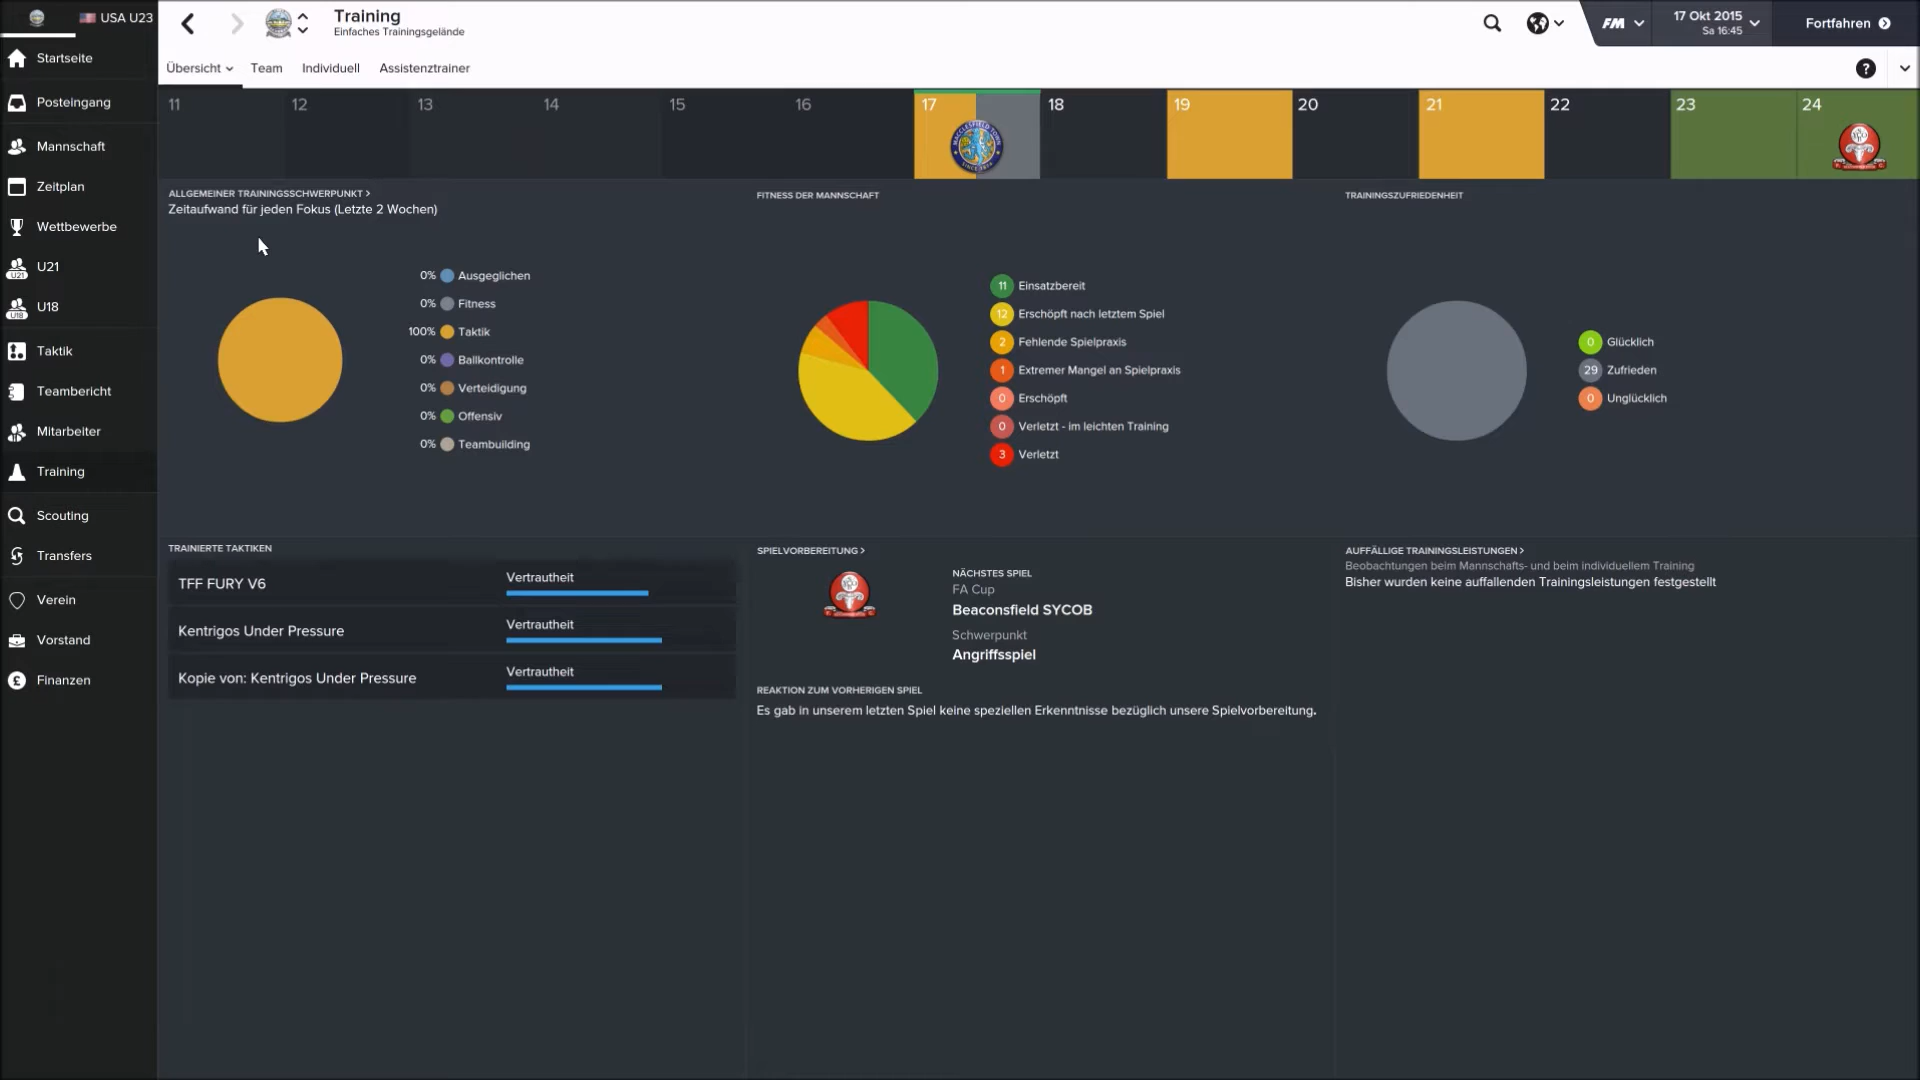 USA U23
Training
Einfaches Trainingsgelände
FM
17 Okt 2015
Sa 16:45
Fortfahren
Übersicht
Team
Individuell
Assistenztrainer
?
Startseite
Posteingang
Mannschaft
Zeitplan
Wettbewerbe
U21
U21
U18
U18
Taktik
Teambericht
Mitarbeiter
Training
Scouting
Transfers
Verein
Vorstand
£ Finanzen
11 12 13 14 15 16 17 18 19 20 21 22 23 24
ALLGEMEINER TRAININGSSCHWERPUNKT >
Zeitaufwand für jeden Fokus (Letzte 2 Wochen)
0% Ausgeglichen
0% Fitness
100% Taktik
0% Ballkontrolle
0% Verteidigung
0% Offensiv
0% Teambuilding
FITNESS DER MANNSCHAFT
11 Einsatzbereit
12 Erschöpft nach letztem Spiel
2 Fehlende Spielpraxis
1 Extremer Mangel an Spielpraxis
0 Erschöpft
0 Verletzt - im leichten Training
3 Verletzt
TRAININGSZUFRIEDENHEIT
0 Glücklich
29 Zufrieden
0 Unglücklich
TRAINIERTE TAKTIKEN
TFF FURY V6
Vertrautheit
Kentrigos Under Pressure
Vertrautheit
Kopie von: Kentrigos Under Pressure
Vertrautheit
SPIELVORBEREITUNG >
NÄCHSTES SPIEL
FA Cup
Beaconsfield SYCOB
Schwerpunkt
Angriffsspiel
REAKTION ZUM VORHERIGEN SPIEL
Es gab in unserem letzten Spiel keine speziellen Erkenntnisse bezüglich unsere Spielvorbereitung.
AUFFÄLLIGE TRAININGSLEISTUNGEN >
Beobachtungen beim Mannschafts- und beim individuellem Training
Bisher wurden keine auffallenden Trainingsleistungen festgestellt